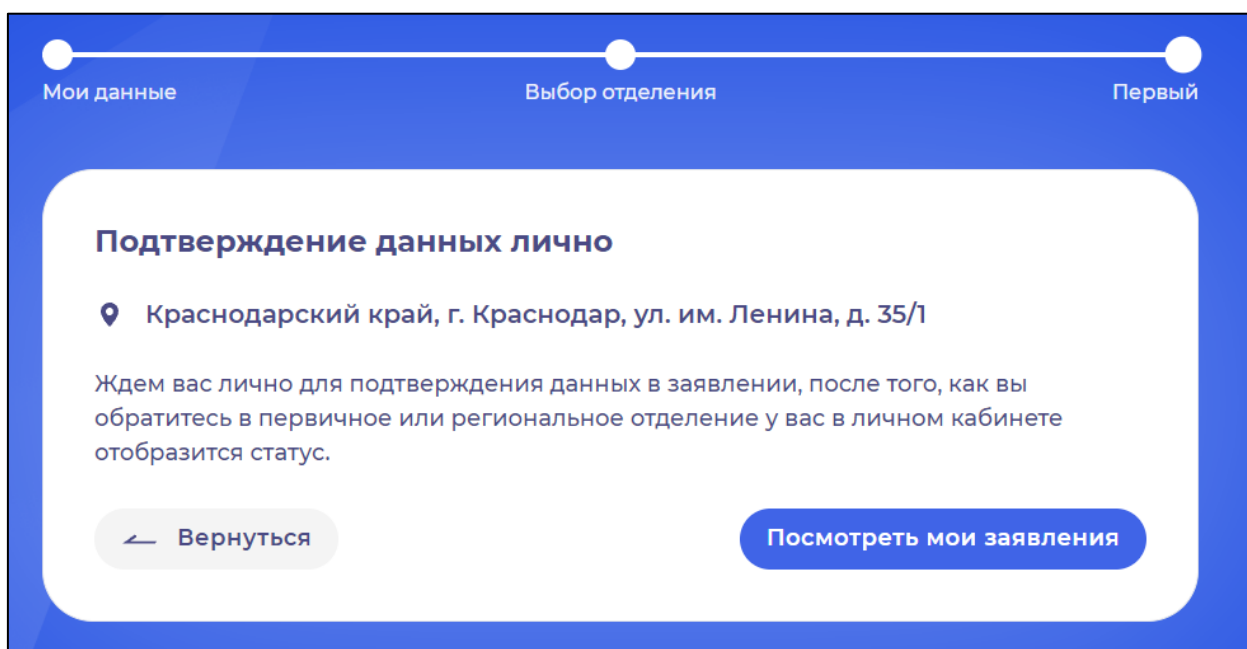 Мои данные
Выбор отделения
Первый
Подтверждение данных лично
Краснодарский край, г. Краснодар, ул. им. Ленина, д. 35/1
Ждем вас лично для подтверждения данных в заявлении, после того, как вы
обратитесь в первичное или региональное отделение у вас в личном кабинете
отобразится статус.
Вернуться
Посмотреть мои заявления